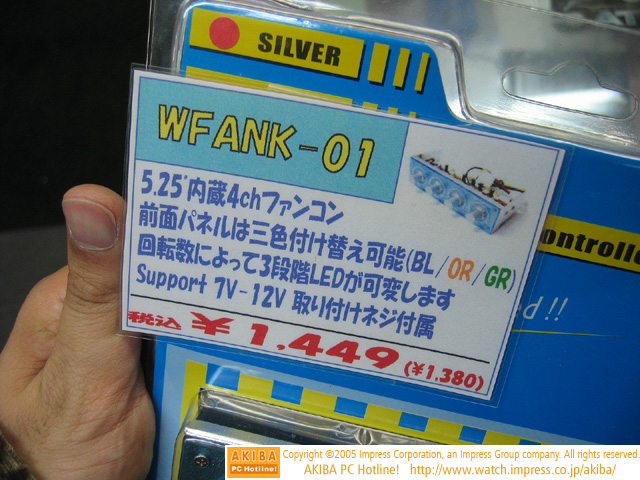 SILVER
WFANK-01
5.25"内蔵4chファンコン
前面パネルは三色付け替え可能(BL/OR/GR)
回転数によって3段階LEDが可変します
Support 7V-12V 取り付けネジ付属
税込 ¥1.449 (¥1.380)
ontrolle
!!
AKIBA
PC Hotline!
Copyright ©2005 Impress Corporation, an Impress Group company. All rights reserved.
AKIBA PC Hotline! http://www.watch.impress.co.jp/akiba/